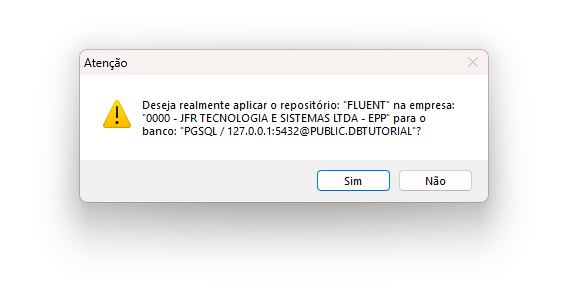 Atenção
Deseja realmente aplicar o repositório: "FLUENT" na empresa:
"0000 - JFR TECNOLOGIA E SISTEMAS LTDA - EPP" para o
banco: "PGSQL / 127.0.0.1:5432@PUBLIC.DBTUTORIAL"?
Sim
Não